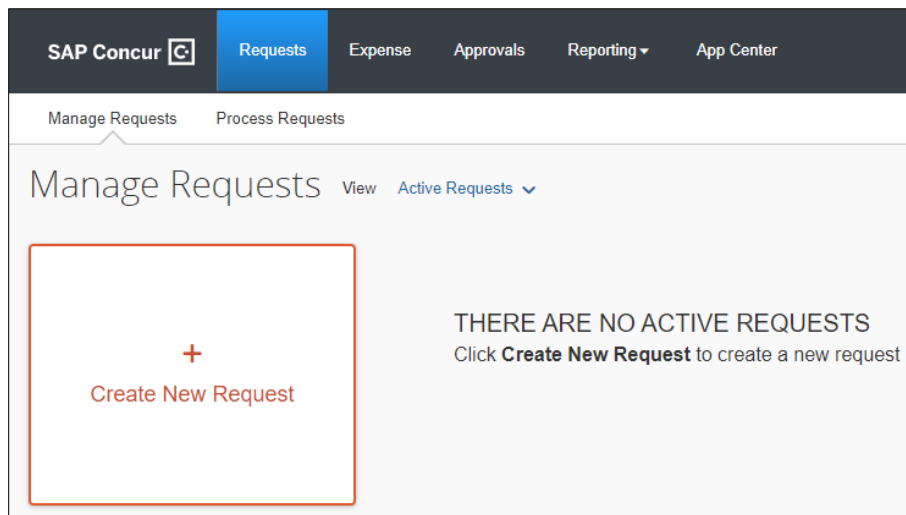 SAP Concur C Requests Expense Approvals Reporting App Center
Manage Requests Process Requests
Manage Requests View Active Requests
THERE ARE NO ACTIVE REQUESTS
Click Create New Request to create a new request
+
Create New Request